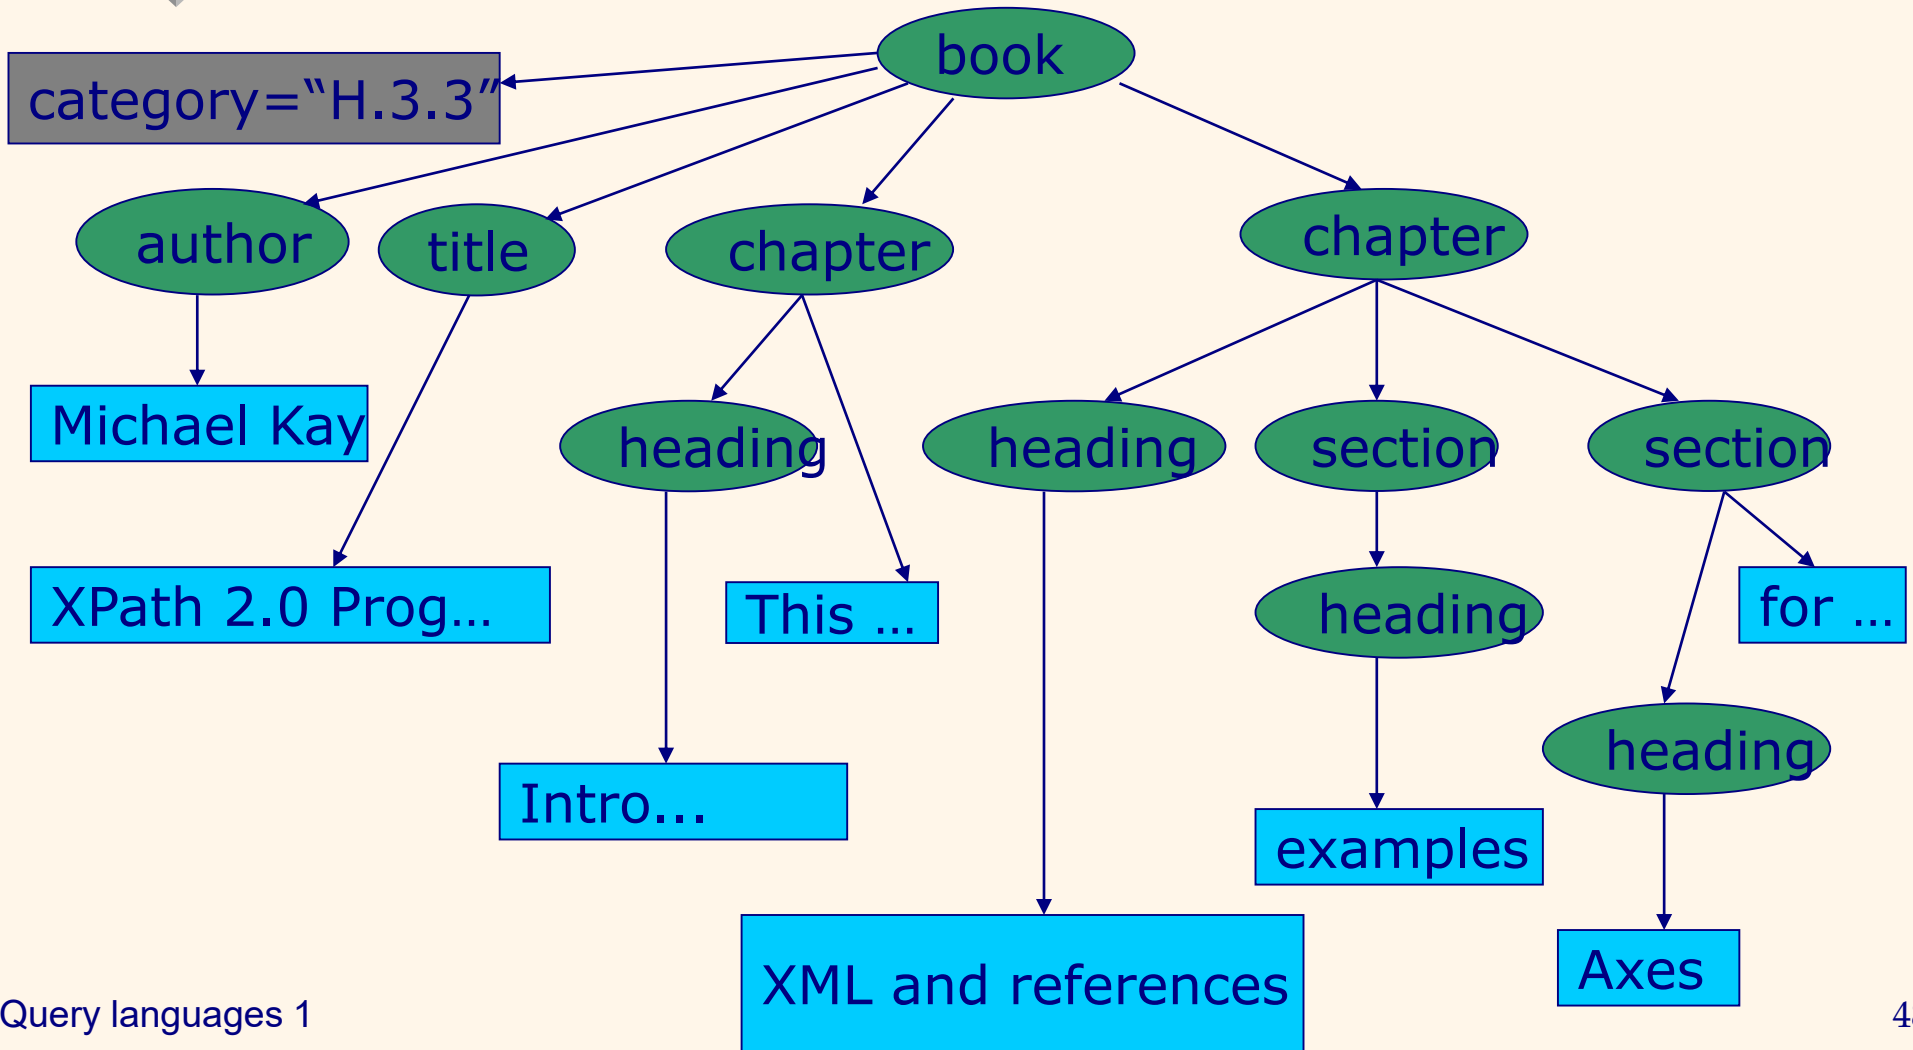 book
category=“H.3.3”
author
title
chapter
chapter
Michael Kay
heading
heading
section
section
XPath 2.0 Prog…
This …
heading
for …
heading
Intro...
examples
XML and references
Axes
Query languages 1